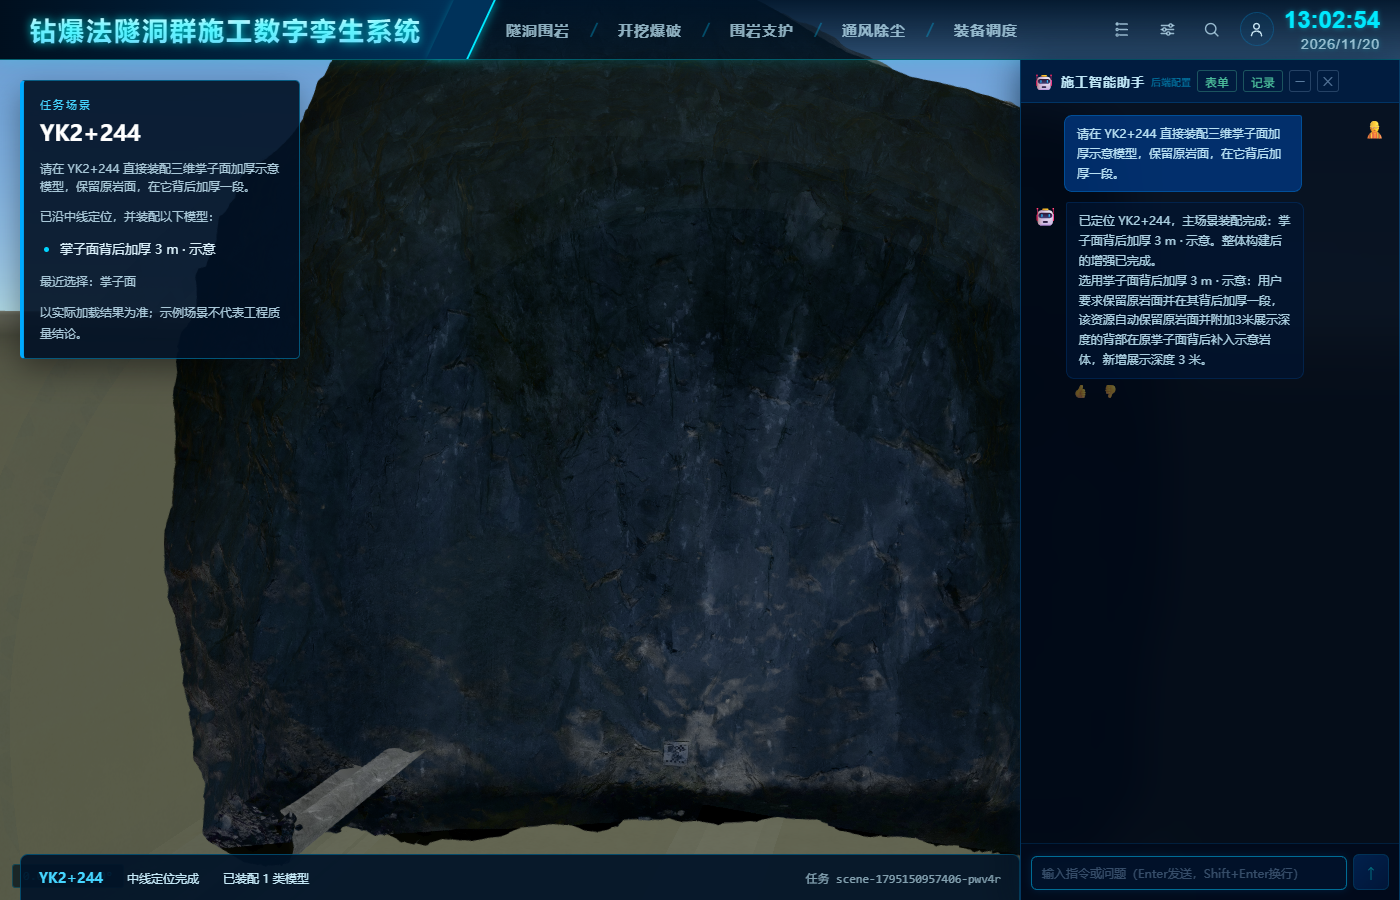 钻爆法隧洞群施工数字孪生系统
隧洞围岩 / 开挖爆破 / 围岩支护 / 通风除尘 / 装备调度
13:02:54
2026/11/20
任务场景
YK2+244
请在 YK2+244 直接装配三维掌子面加厚示意
模型，保留原岩面，在它背后加厚一段。
已沿中线定位，并装配以下模型：
掌子面背后加厚 3 m · 示意
最近选择：掌子面
以实际加载结果为准；示例场景不代表工程质
量结论。
施工智能助手 后端配置 表单 记录
请在 YK2+244 直接装配三维掌子面加
厚示意模型，保留原岩面，在它背后加
厚一段。
已定位 YK2+244，主场景装配完成：掌
子面背后加厚 3 m · 示意。整体构建后
的增强已完成。
选用掌子面背后加厚 3 m · 示意：用户
要求保留原岩面并在其背后加厚一段，
该资源自动保留原岩面并附加3米展示深
度的背部在原掌子面背后补入示意岩
体，新增展示深度 3 米。
YK2+244 中线定位完成 已装配 1 类模型
任务 scene-1795150957406-pwv4r
输入指令或问题（Enter发送，Shift+Enter换行）